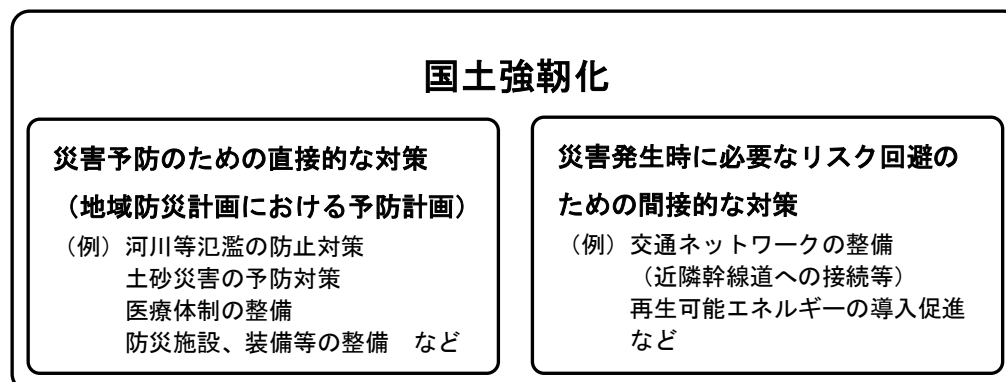 国土強靱化
災害予防のための直接的な対策
（地域防災計画における予防計画）
（例）河川等氾濫の防止対策
土砂災害の予防対策
医療体制の整備
防災施設、装備等の整備　など
災害発生時に必要なリスク回避の
ための間接的な対策
（例）交通ネットワークの整備
（近隣幹線道への接続等）
再生可能エネルギーの導入促進
など